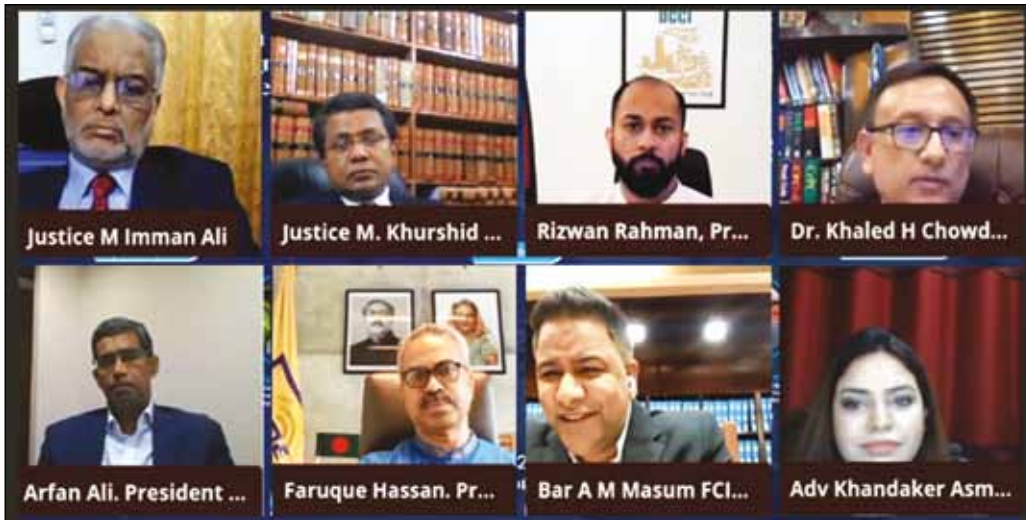 Justice M Imman Ali
Justice M. Khurshid ...
DCCI
Rizwan Rahman, Pr...
Dr. Khaled H Chowd...
Arfan Ali. President ...
Faruque Hassan. Pr...
Bar A M Masum FCI...
Adv Khandaker Asm...